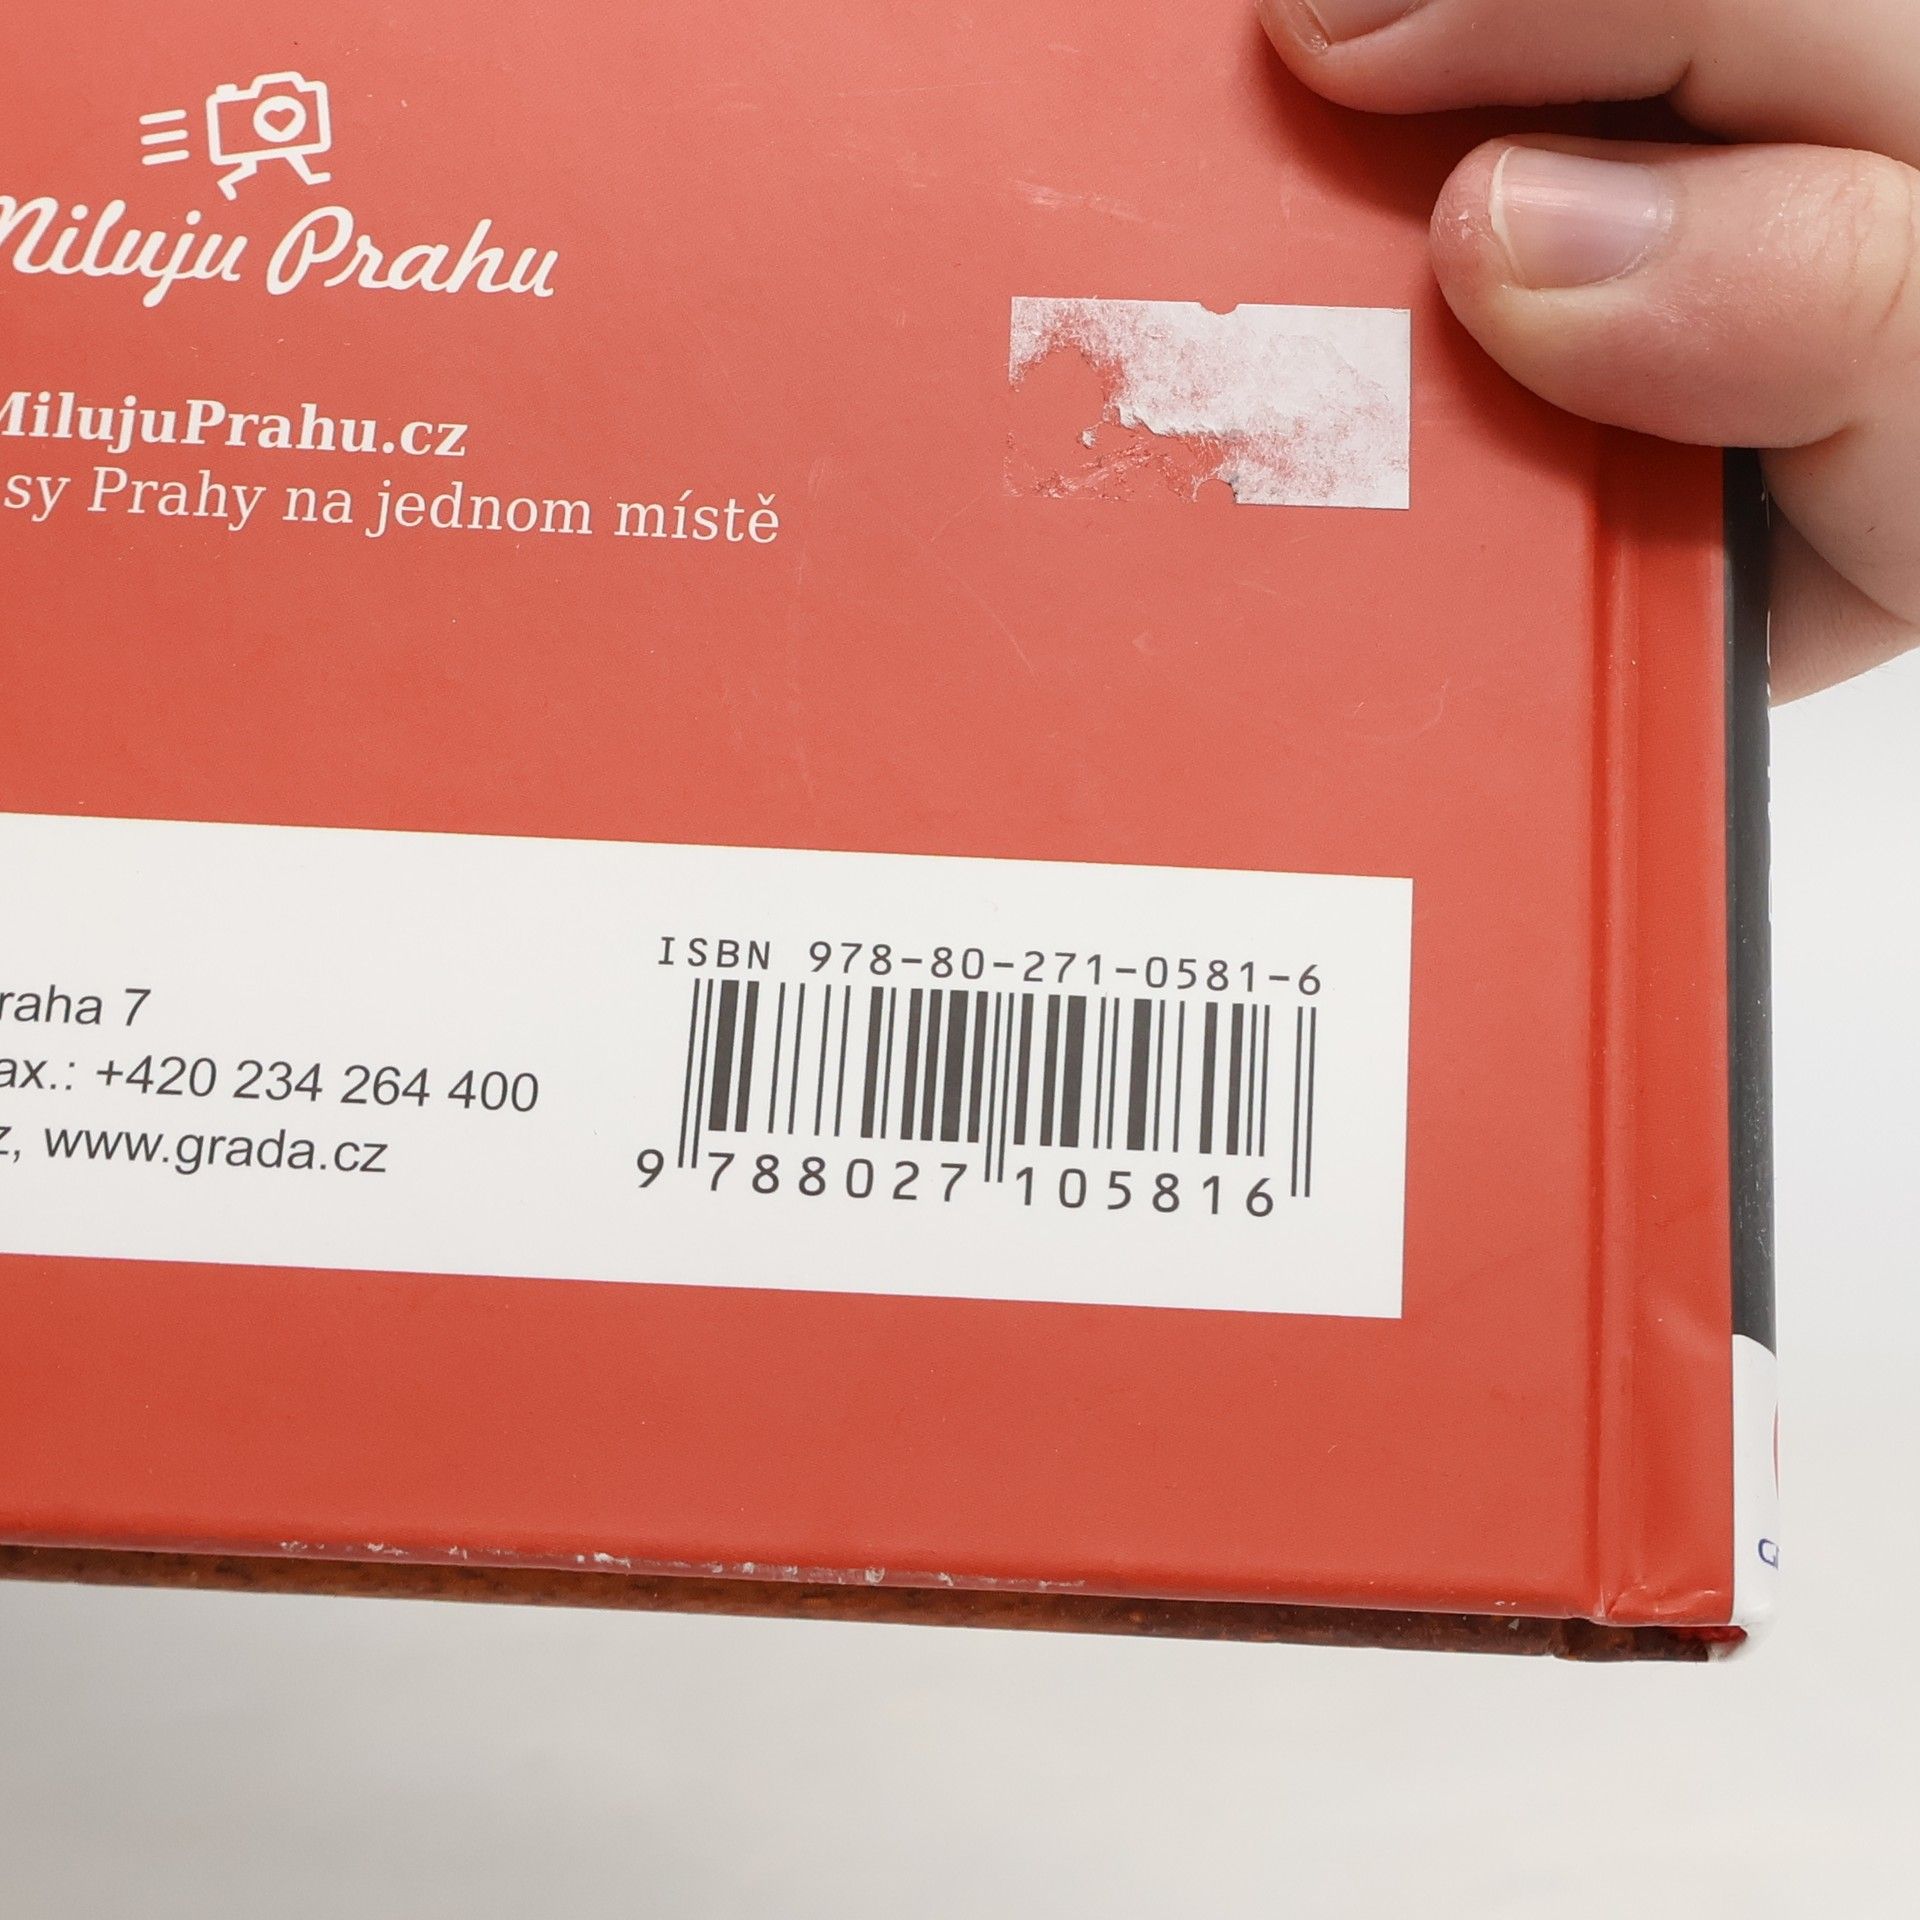 Miluju Prahu
MilujuPrahu.cz
sy Prahy na jednom místě
ISBN 978-80-271-0581-6
raha 7
ax.: +420 234 264 400
z, www.grada.cz
9 788027 105816